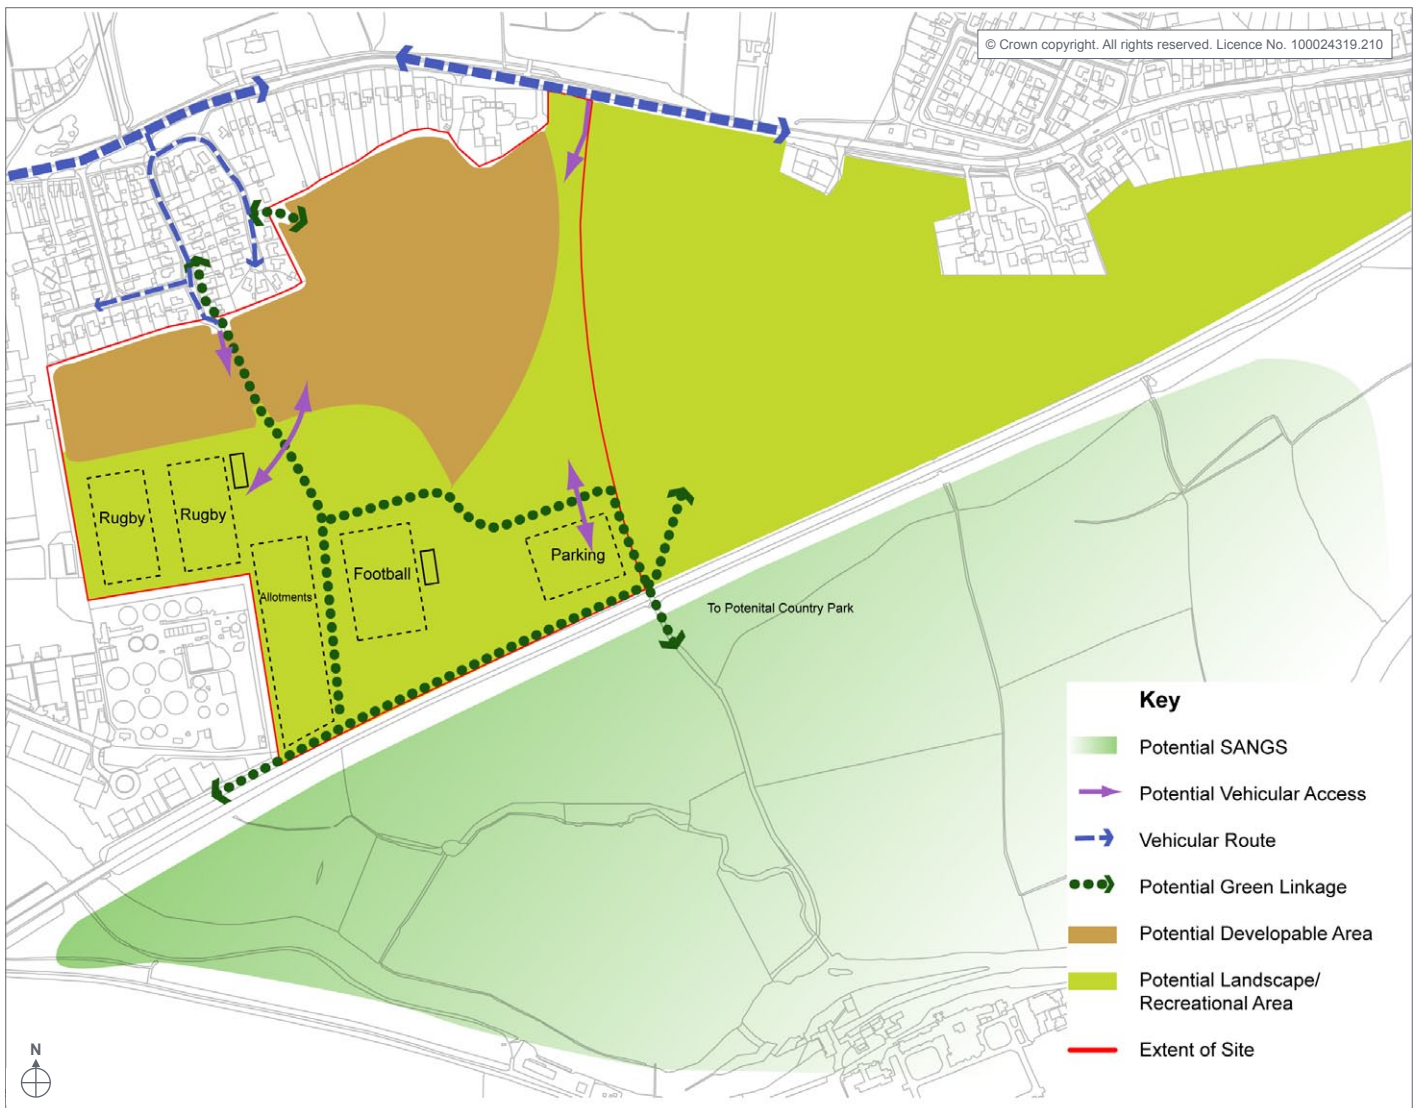 © Crown copyright. All rights reserved. Licence No. 100024319.210
Rugby
Rugby
Football
Parking
Allotments
To Potenital Country Park
Key
Potential SANGS
Potential Vehicular Access
Vehicular Route
Potential Green Linkage
Potential Developable Area
Potential Landscape/
Recreational Area
Extent of Site
N